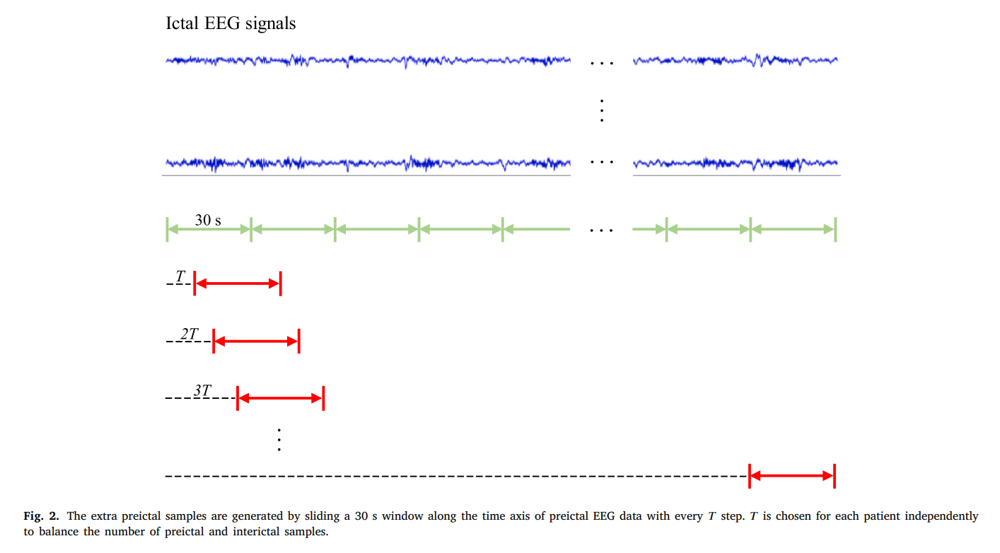 Ictal EEG signals
. . .
. . .
30 s
. . .
T
2T
3T
Fig. 2. The extra preictal samples are generated by sliding a 30 s window along the time axis of preictal EEG data with every T step. T is chosen for each patient independently
to balance the number of preictal and interictal samples.